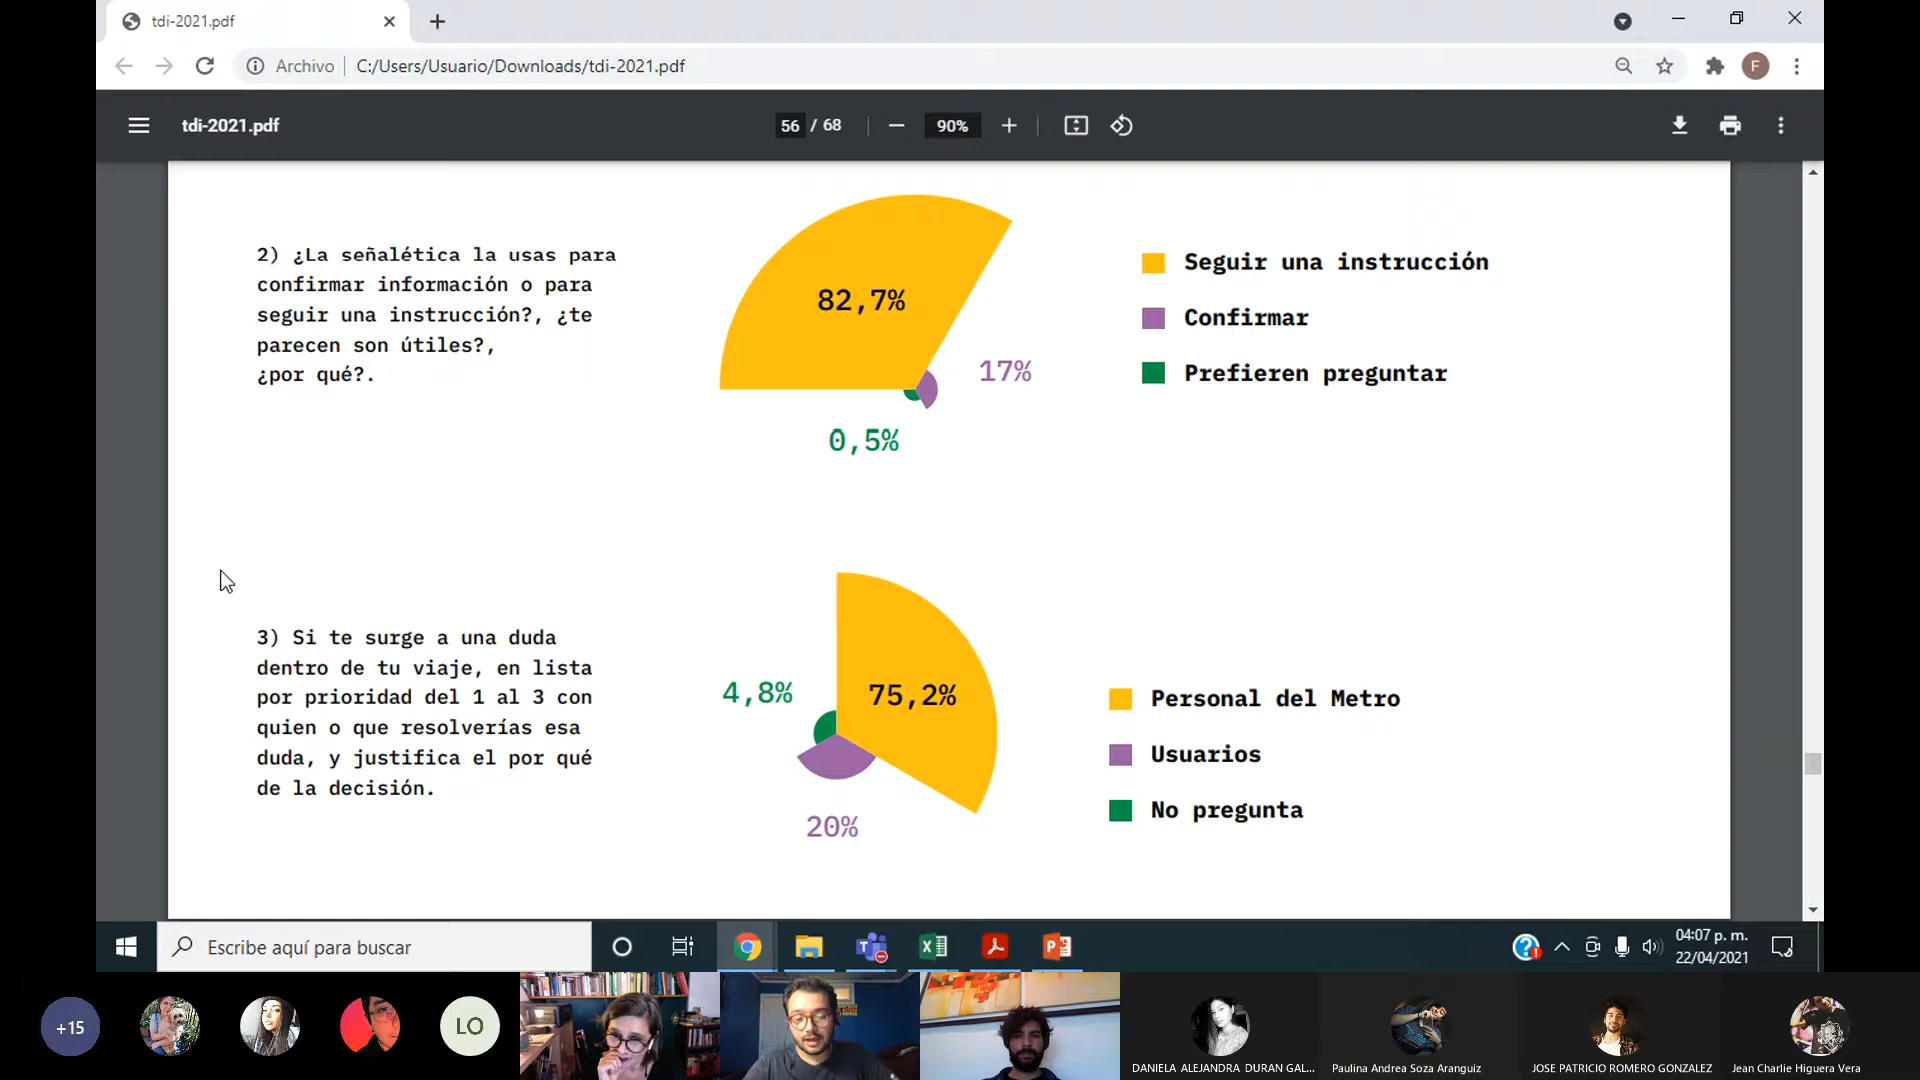 tdi-2021.pdf
Archivo
C:/Users/Usuario/Downloads/tdi-2021.pdf
F
tdi-2021.pdf
56 / 68
90%
2) ¿La señalética la usas para
confirmar información o para
seguir una instrucción?, ¿te
parecen son útiles?,
¿por qué?.
82,7%
17%
0,5%
Seguir una instrucción
Confirmar
Prefieren preguntar
3) Si te surge a una duda
dentro de tu viaje, en lista
por prioridad del 1 al 3 con
quien o que resolverías esa
duda, y justifica el por qué
de la decisión.
4,8%
75,2%
20%
Personal del Metro
Usuarios
No pregunta
Escribe aquí para buscar
04:07 p. m.
22/04/2021
+15
LO
DANIELA ALEJANDRA DURAN GAL...
Paulina Andrea Soza Aranguiz
JOSE PATRICIO ROMERO GONZALEZ
Jean Charlie Higuera Vera